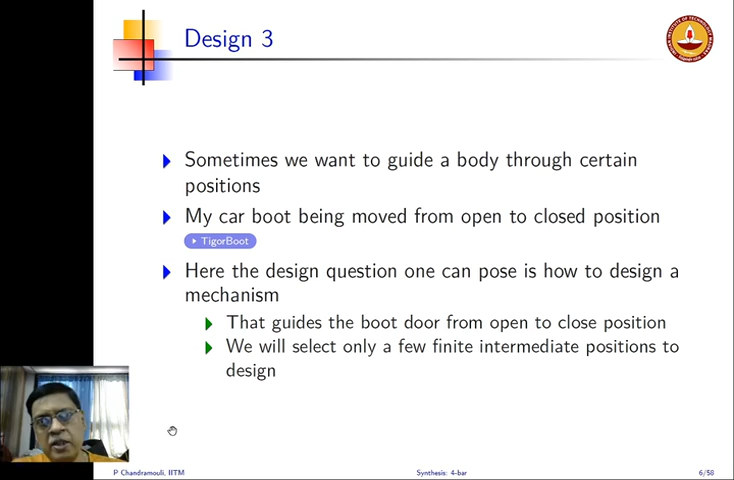 Design 3
Sometimes we want to guide a body through certain
positions
My car boot being moved from open to closed position
TigorBoot
Here the design question one can pose is how to design a
mechanism
That guides the boot door from open to close position
We will select only a few finite intermediate positions to
design
P Chandramouli, IITM
Synthesis: 4-bar
6/58